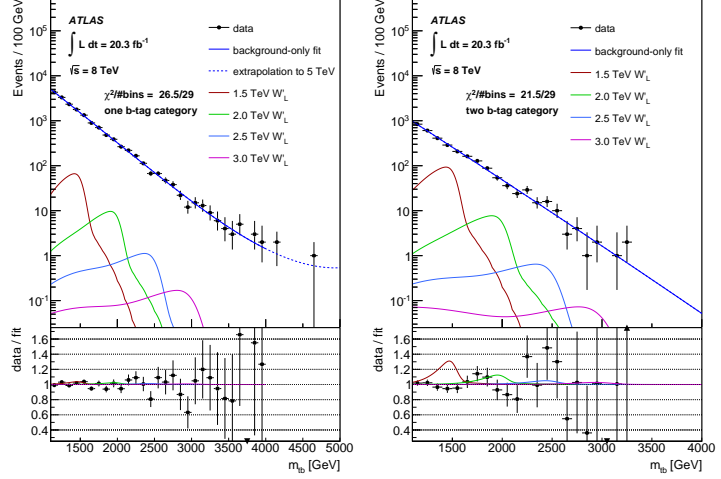 ATLAS
∫ L dt = 20.3 fb⁻¹
√s = 8 TeV
χ²/#bins = 26.5/29
one b-tag category
data
background-only fit
extrapolation to 5 TeV
1.5 TeV W'L
2.0 TeV W'L
2.5 TeV W'L
3.0 TeV W'L
Events / 100 GeV
10⁵
10⁴
10³
10²
10
1
10⁻¹
data / fit
1.6
1.4
1.2
1
0.8
0.6
0.4
1500 2000 2500 3000 3500 4000 4500 5000
mtb [GeV]
ATLAS
∫ L dt = 20.3 fb⁻¹
√s = 8 TeV
χ²/#bins = 21.5/29
two b-tag category
data
background-only fit
1.5 TeV W'L
2.0 TeV W'L
2.5 TeV W'L
3.0 TeV W'L
Events / 100 GeV
10⁵
10⁴
10³
10²
10
1
10⁻¹
data / fit
1.6
1.4
1.2
1
0.8
0.6
0.4
1500 2000 2500 3000 3500 4000
mtb [GeV]